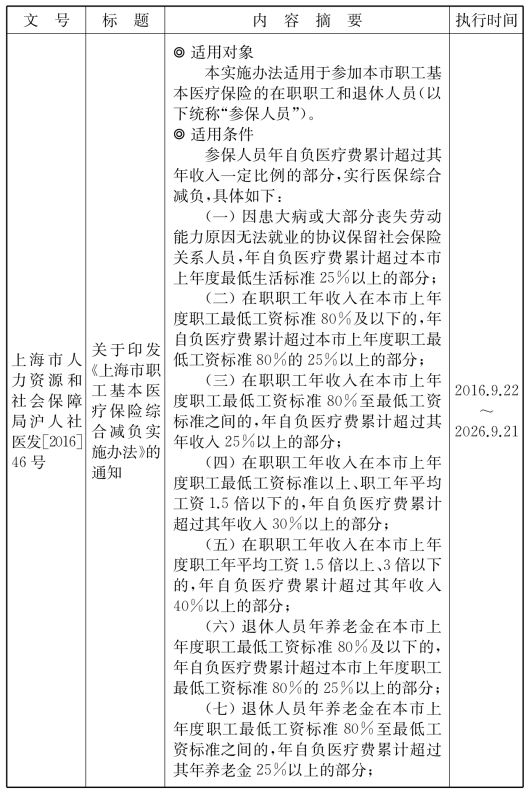 文　号
标　题
内　容　摘　要
执行时间
上海市人
力资源和
社会保障
局沪人社
医发[2016]
46号
关于印发
《上海市职
工基本医
疗保险综
合减负实
施办法》的
通知
◎ 适用对象
本实施办法适用于参加本市职工基
本医疗保险的在职职工和退休人员(以
下统称“参保人员”)。
◎ 适用条件
参保人员年自负医疗费累计超过其
年收入一定比例的部分,实行医保综合
减负,具体如下:
(一)因患大病或大部分丧失劳动
能力原因无法就业的协议保留社会保险
关系人员,年自负医疗费累计超过本市
上年度最低生活标准25%以上的部分;
(二)在职职工年收入在本市上年
度职工最低工资标准80%及以下的,年
自负医疗费累计超过本市上年度职工最
低工资标准80%的25%以上的部分;
(三)在职职工年收入在本市上年
度职工最低工资标准80%至最低工资
标准之间的,年自负医疗费累计超过其
年收入25%以上的部分;
(四)在职职工年收入在本市上年
度职工最低工资标准以上、职工年平均
工资1.5倍以下的,年自负医疗费累计
超过其年收入30%以上的部分;
(五)在职职工年收入在本市上年
度职工年平均工资1.5倍以上、3倍以下
的,年自负医疗费累计超过其年收入
40%以上的部分;
(六)退休人员年养老金在本市上
年度职工最低工资标准80%及以下的,
年自负医疗费累计超过本市上年度职工
最低工资标准80%的25%以上的部分;
(七)退休人员年养老金在本市上
年度职工最低工资标准80%至最低工
资标准之间的,年自负医疗费累计超过
其年养老金25%以上的部分;
2016.9.22
~
2026.9.21